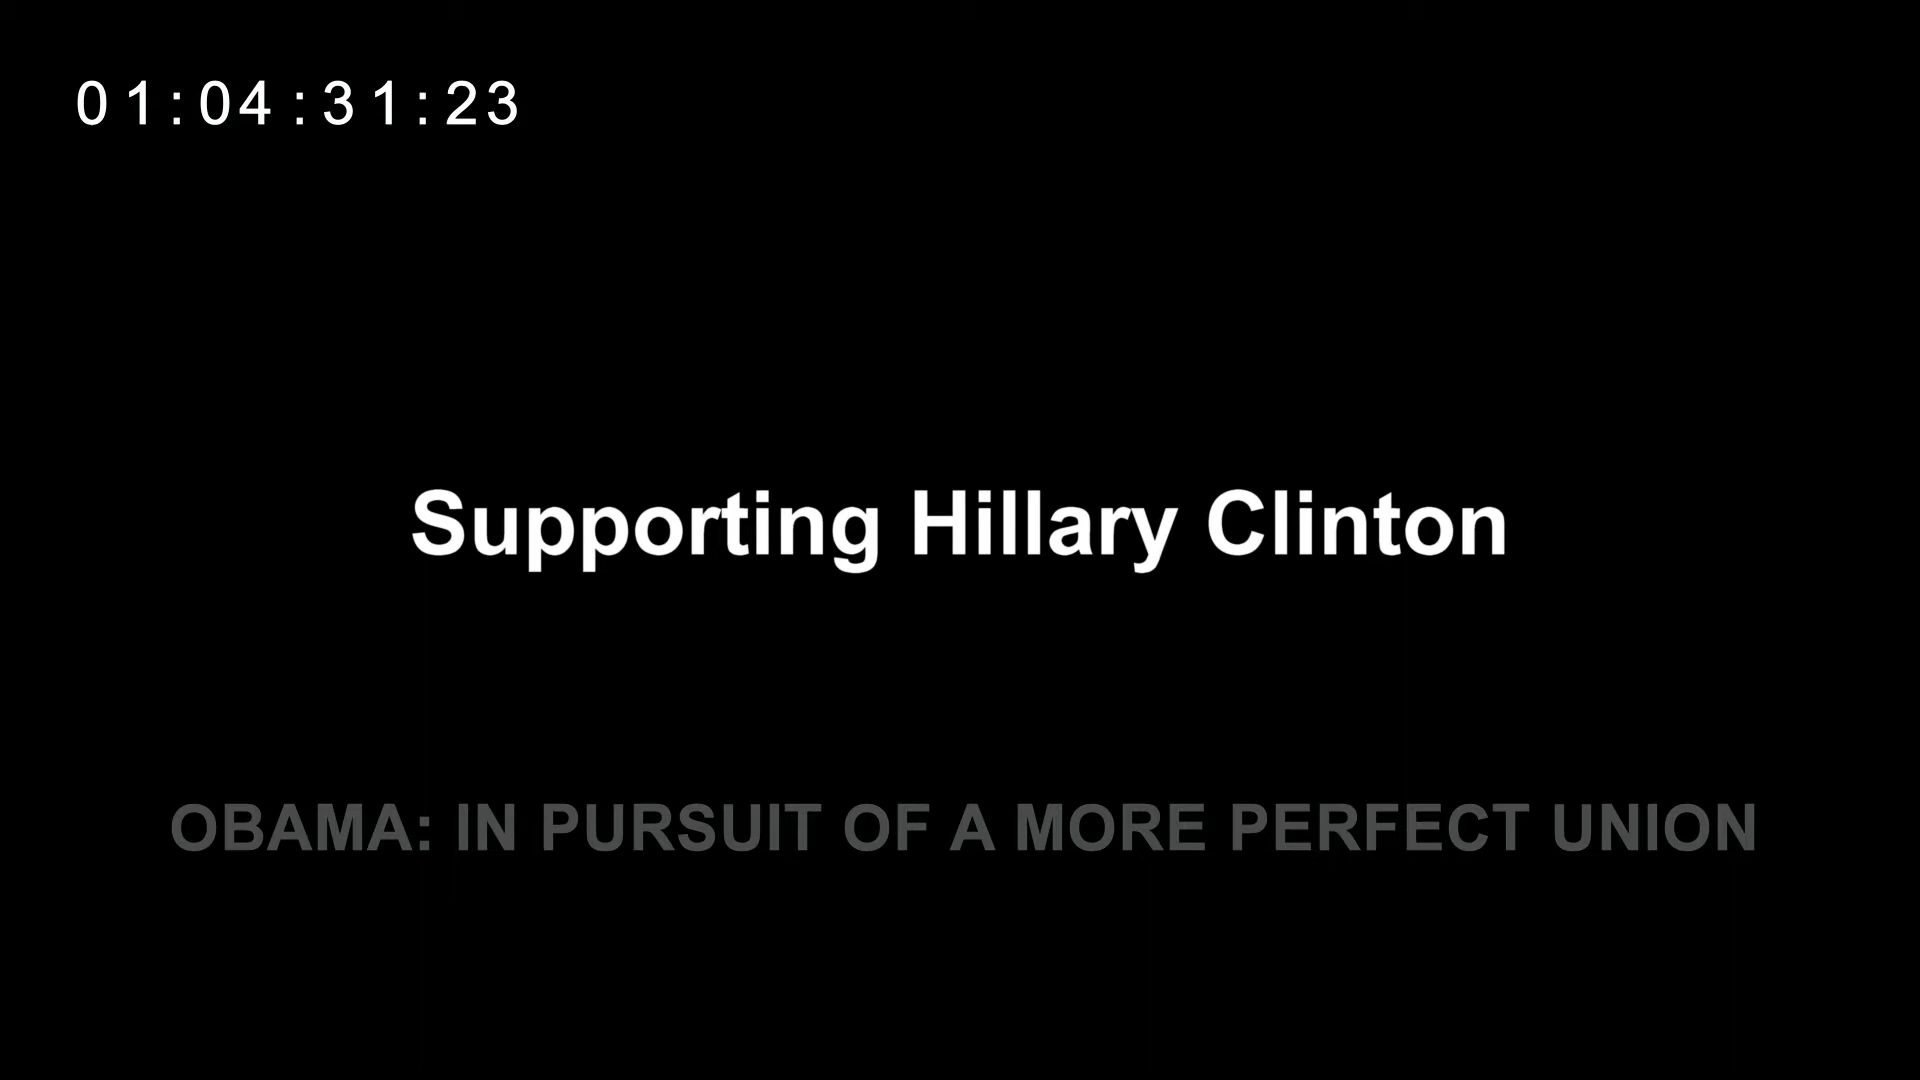 01:04:31:23
Supporting Hillary Clinton
OBAMA: IN PURSUIT OF A MORE PERFECT UNION